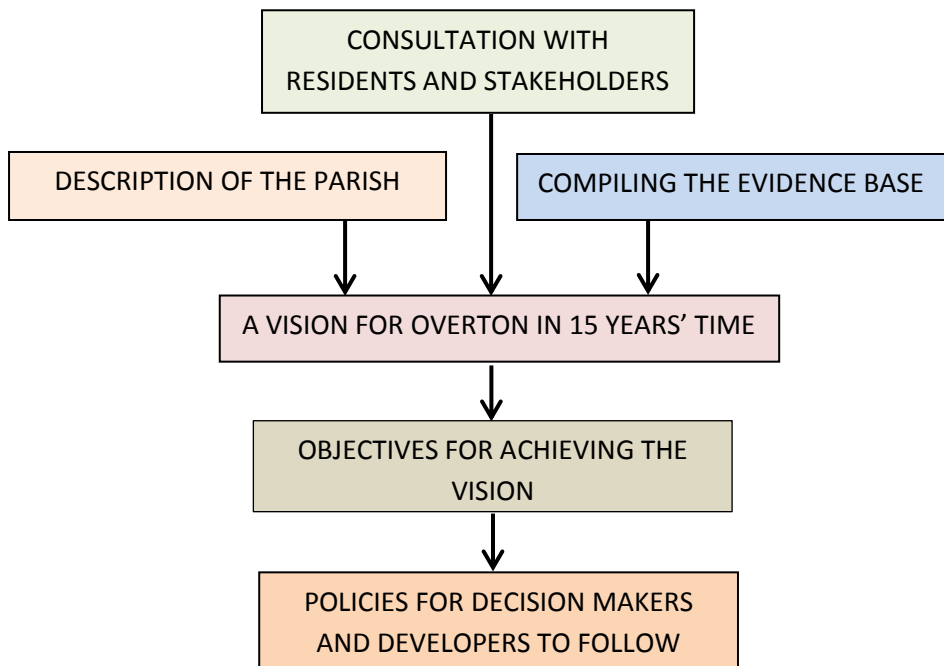 CONSULTATION WITH
RESIDENTS AND STAKEHOLDERS
DESCRIPTION OF THE PARISH
COMPILING THE EVIDENCE BASE
A VISION FOR OVERTON IN 15 YEARS’ TIME
OBJECTIVES FOR ACHIEVING THE
VISION
POLICIES FOR DECISION MAKERS
AND DEVELOPERS TO FOLLOW